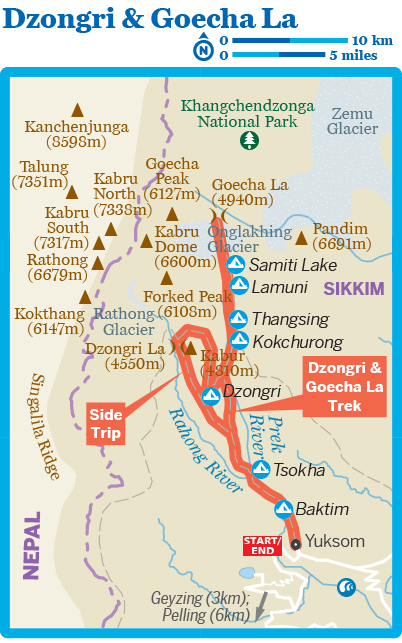 Dzongri & Goecha La
N
0 10 km
0 5 miles
Khangchendzonga
National Park
Zemu
Glacier
Kanchenjunga
(8598m)
Talung
(7351m)
Goecha
Peak
(6127m)
Kabru
North
(7338m)
Goecha La
(4940m)
Kabru
South
(7317m)
Kabru
Dome
(6600m)
Onglakhing
Glacier
Pandim
(6691m)
Rathong
(6679m)
Samiti Lake
Lamuni
SIKKIM
Forked Peak
(6108m)
Kokthang
(6147m)
Rathong
Glacier
Thangsing
Kokchurong
Dzongri La
(4550m)
Kabur
(4810m)
Dzongri &
Goecha La
Trek
Dzongri
Side
Trip
Singalila Ridge
Rahong River
Prek
River
Tsokha
Baktim
START/
END
Yuksom
NEPAL
Geyzing (3km);
Pelling (6km)